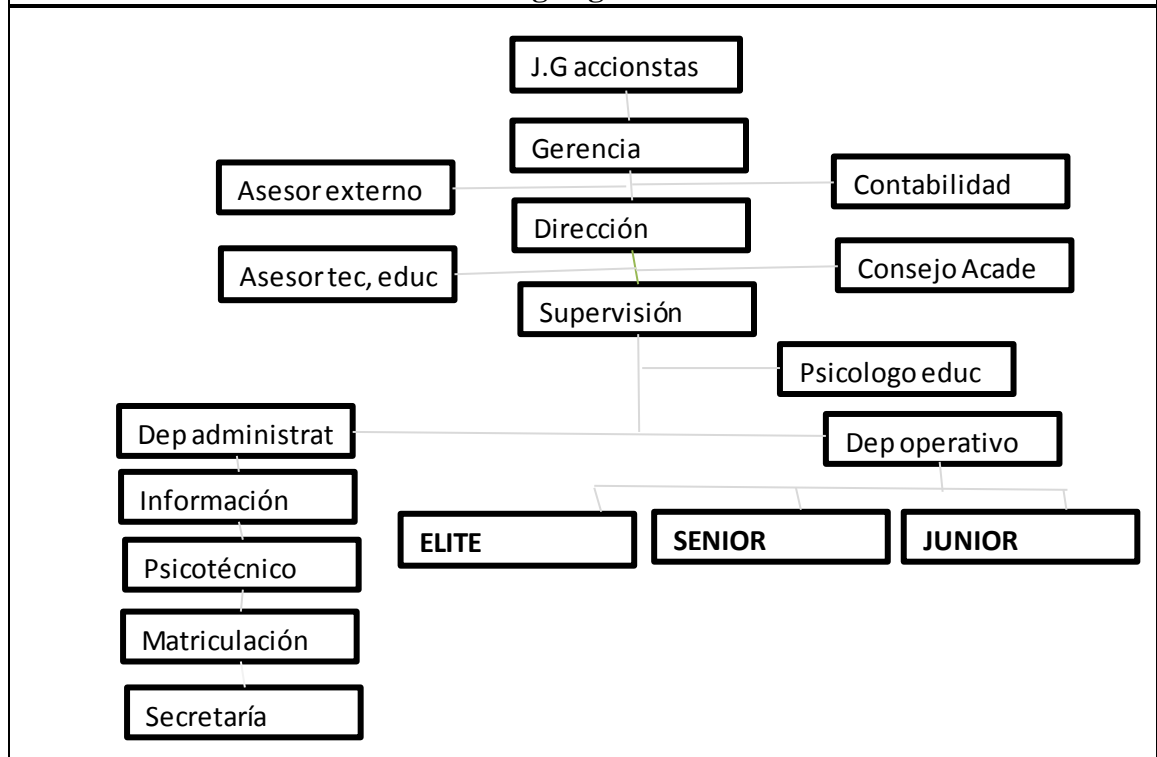 J.G accionstas
Gerencia
Asesor externo
Contabilidad
Dirección
Asesor tec, educ
Consejo Acade
Supervisión
Psicologo educ
Dep administrat
Dep operativo
Información
ELITE
SENIOR
JUNIOR
Psicotécnico
Matriculación
Secretaría